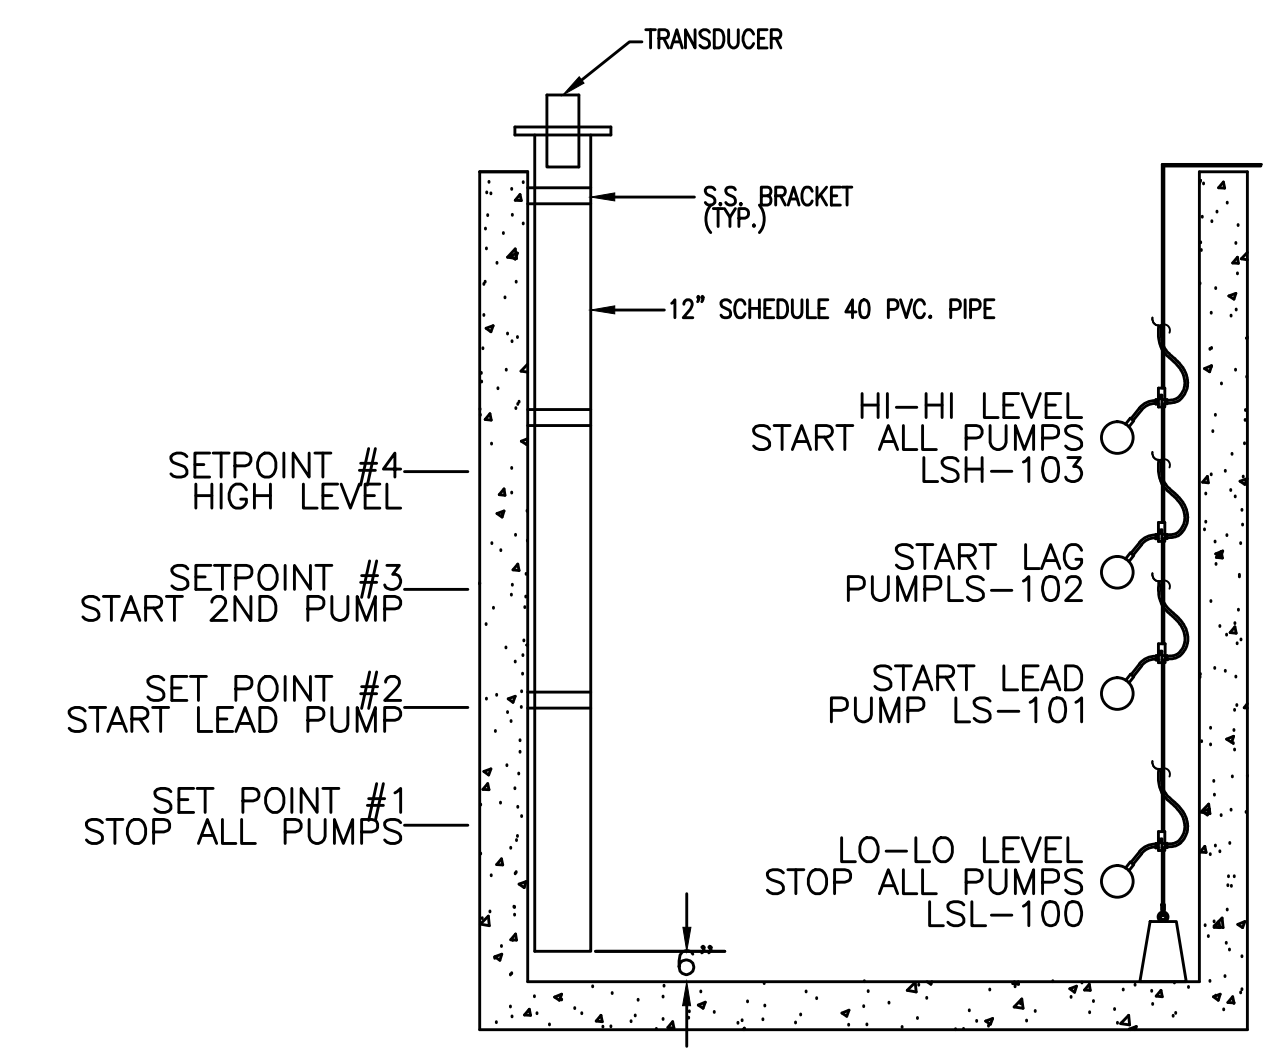 TRANSDUCER
S.S. BRACKET
(TYP.)
12" SCHEDULE 40 PVC. PIPE
HI-HI LEVEL
START ALL PUMPS
LSH-103
SETPOINT #4
HIGH LEVEL
START LAG
PUMPLS-102
SETPOINT #3
START 2ND PUMP
START LEAD
PUMP LS-101
SET POINT #2
START LEAD PUMP
SET POINT #1
STOP ALL PUMPS
LO-LO LEVEL
STOP ALL PUMPS
LSL-100
6"